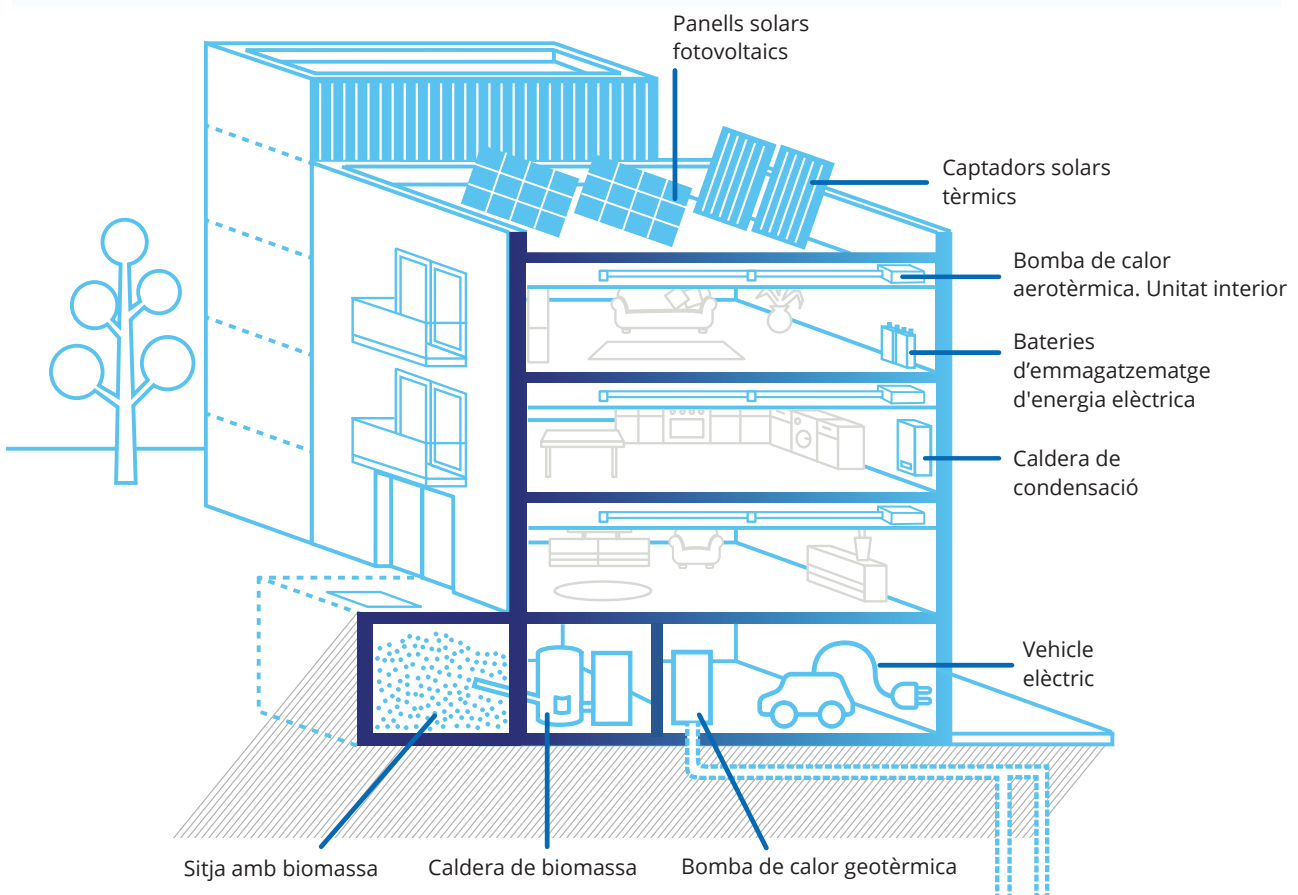 Panells solars
fotovoltaics
Captadors solars
tèrmics
Bomba de calor
aerotèrmica. Unitat interior
Bateries
d’emmagatzematge
d'energia elèctrica
Caldera de
condensació
Vehicle
elèctric
Sitja amb biomassa
Caldera de biomassa
Bomba de calor geotèrmica